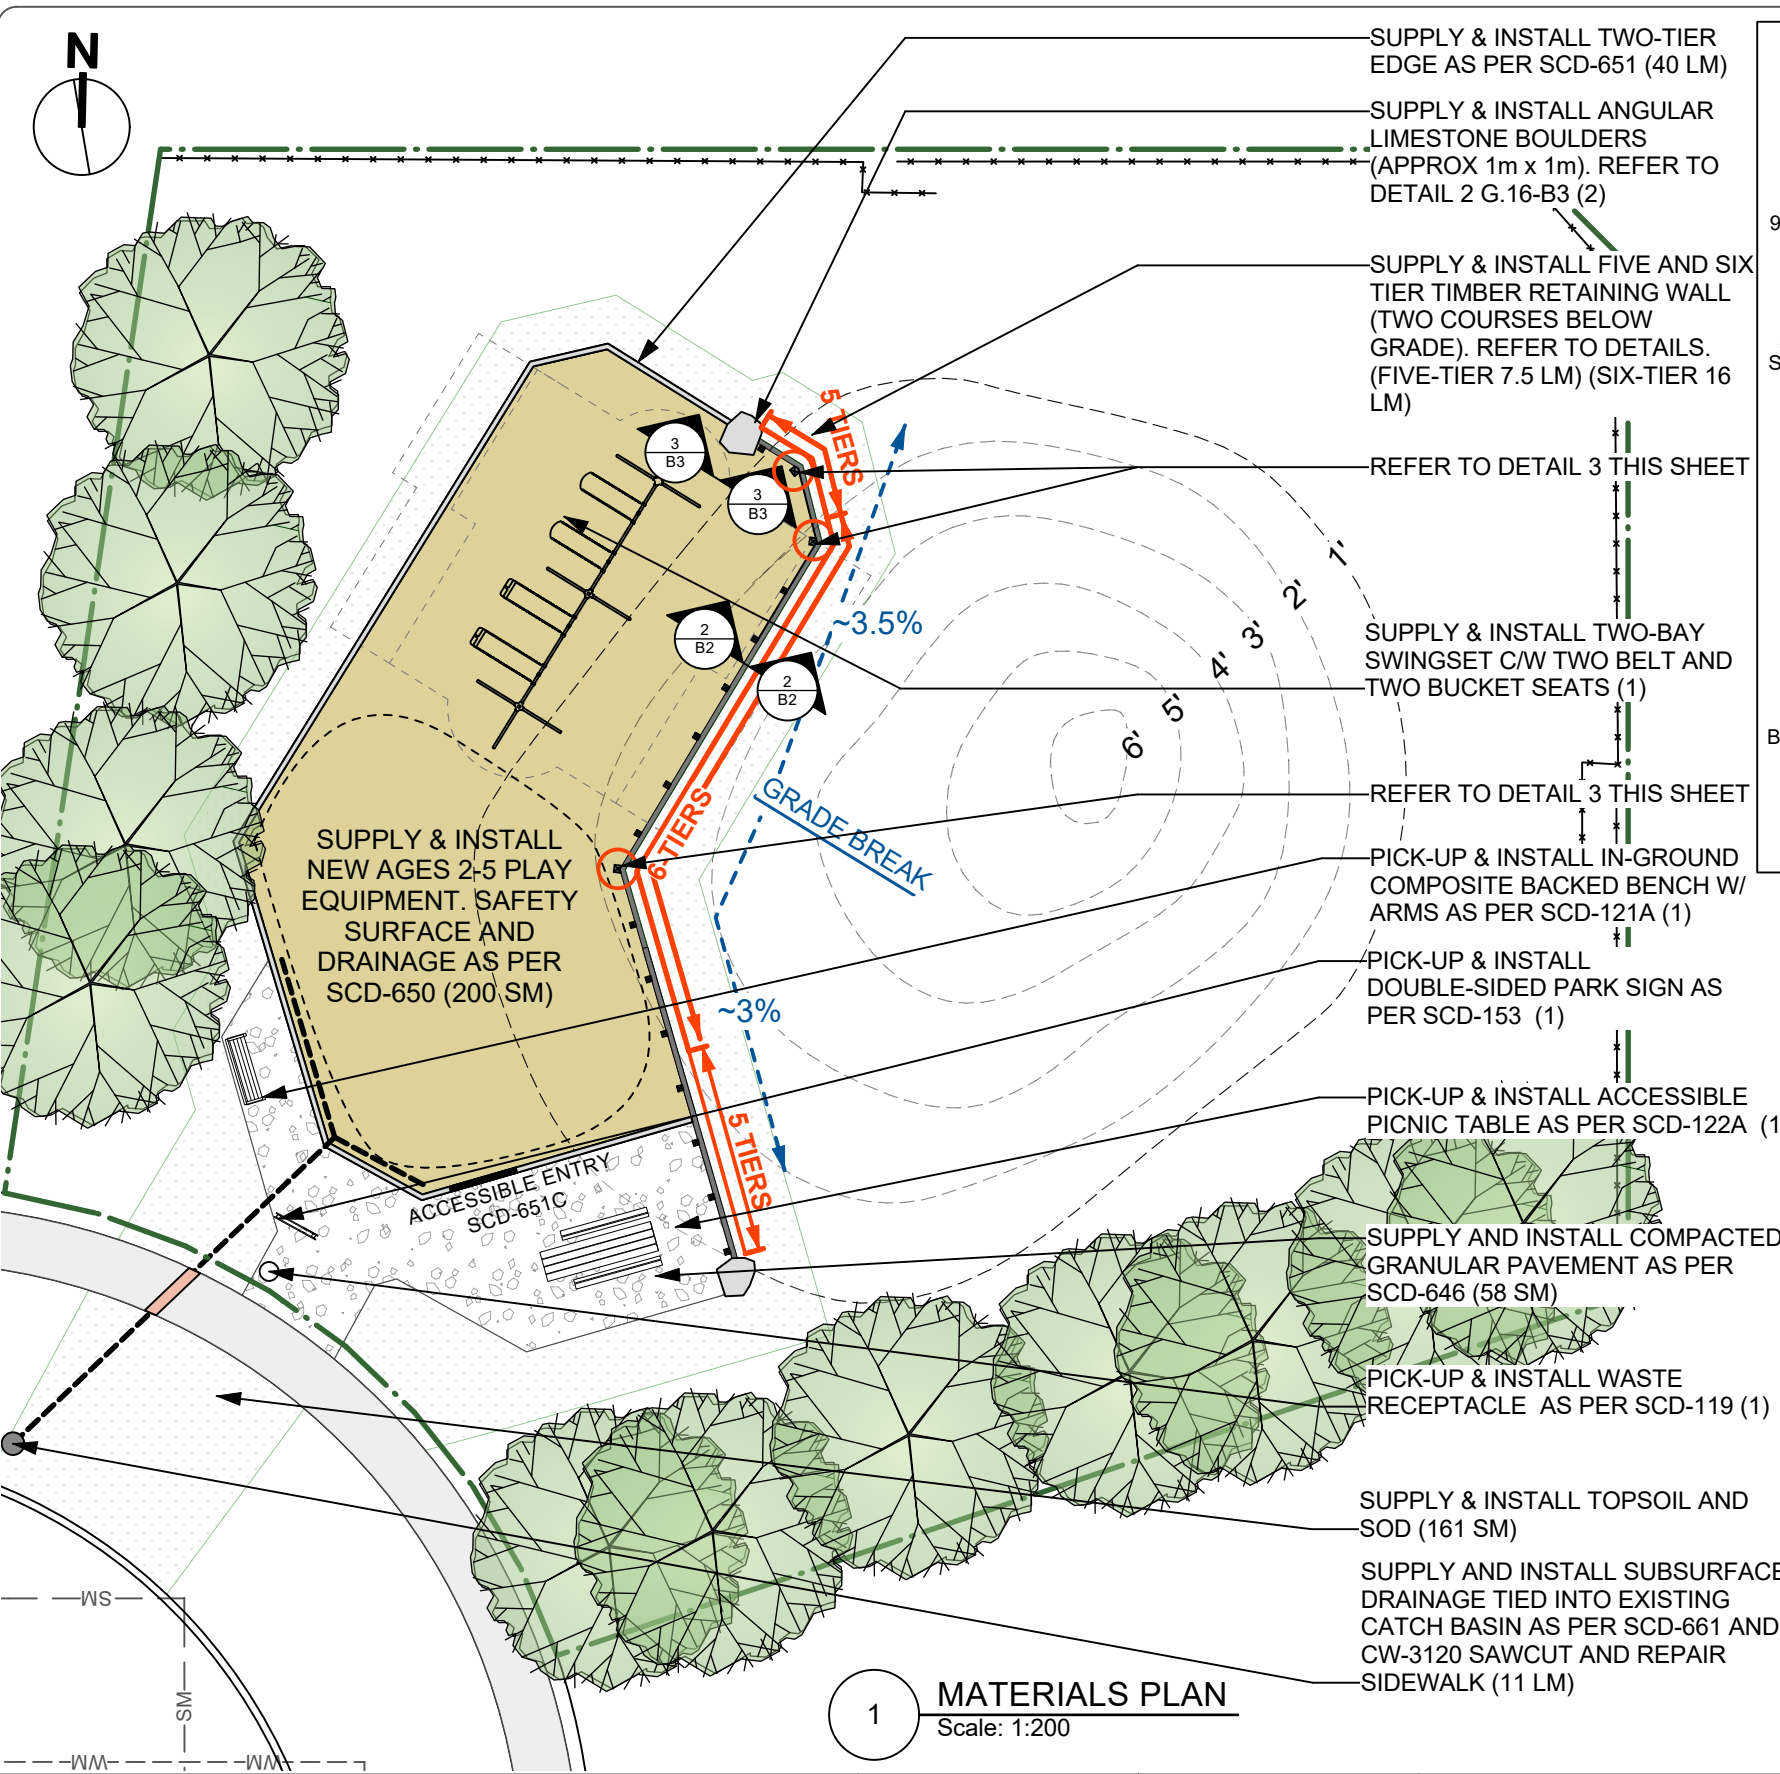 N
SUPPLY & INSTALL TWO-TIER
EDGE AS PER SCD-651 (40 LM)
SUPPLY & INSTALL ANGULAR
LIMESTONE BOULDERS
(APPROX 1m x 1m). REFER TO
DETAIL 2 G.16-B3 (2)
SUPPLY & INSTALL FIVE AND SIX
TIER TIMBER RETAINING WALL
(TWO COURSES BELOW
GRADE). REFER TO DETAILS.
(FIVE-TIER 7.5 LM) (SIX-TIER 16
LM)
REFER TO DETAIL 3 THIS SHEET
SUPPLY & INSTALL TWO-BAY
SWINGSET C/W TWO BELT AND
TWO BUCKET SEATS (1)
REFER TO DETAIL 3 THIS SHEET
PICK-UP & INSTALL IN-GROUND
COMPOSITE BACKED BENCH W/
ARMS AS PER SCD-121A (1)
PICK-UP & INSTALL
DOUBLE-SIDED PARK SIGN AS
PER SCD-153 (1)
PICK-UP & INSTALL ACCESSIBLE
PICNIC TABLE AS PER SCD-122A (1
SUPPLY AND INSTALL COMPACTED
GRANULAR PAVEMENT AS PER
SCD-646 (58 SM)
PICK-UP & INSTALL WASTE
RECEPTACLE AS PER SCD-119 (1)
SUPPLY & INSTALL TOPSOIL AND
SOD (161 SM)
SUPPLY AND INSTALL SUBSURFACE
DRAINAGE TIED INTO EXISTING
CATCH BASIN AS PER SCD-661 AND
CW-3120 SAWCUT AND REPAIR
SIDEWALK (11 LM)
9
S
B
5 TIERS
3
B3
3
B3
2
B2
2
B2
~3.5%
1'
2'
3'
4'
5'
6'
6-TIERS
GRADE BREAK
SUPPLY & INSTALL
NEW AGES 2-5 PLAY
EQUIPMENT. SAFETY
SURFACE AND
DRAINAGE AS PER
SCD-650 (200 SM)
~3%
5 TIERS
ACCESSIBLE ENTRY
SCD-651C
SM
SM
WM
WM
1
MATERIALS PLAN
Scale: 1:200